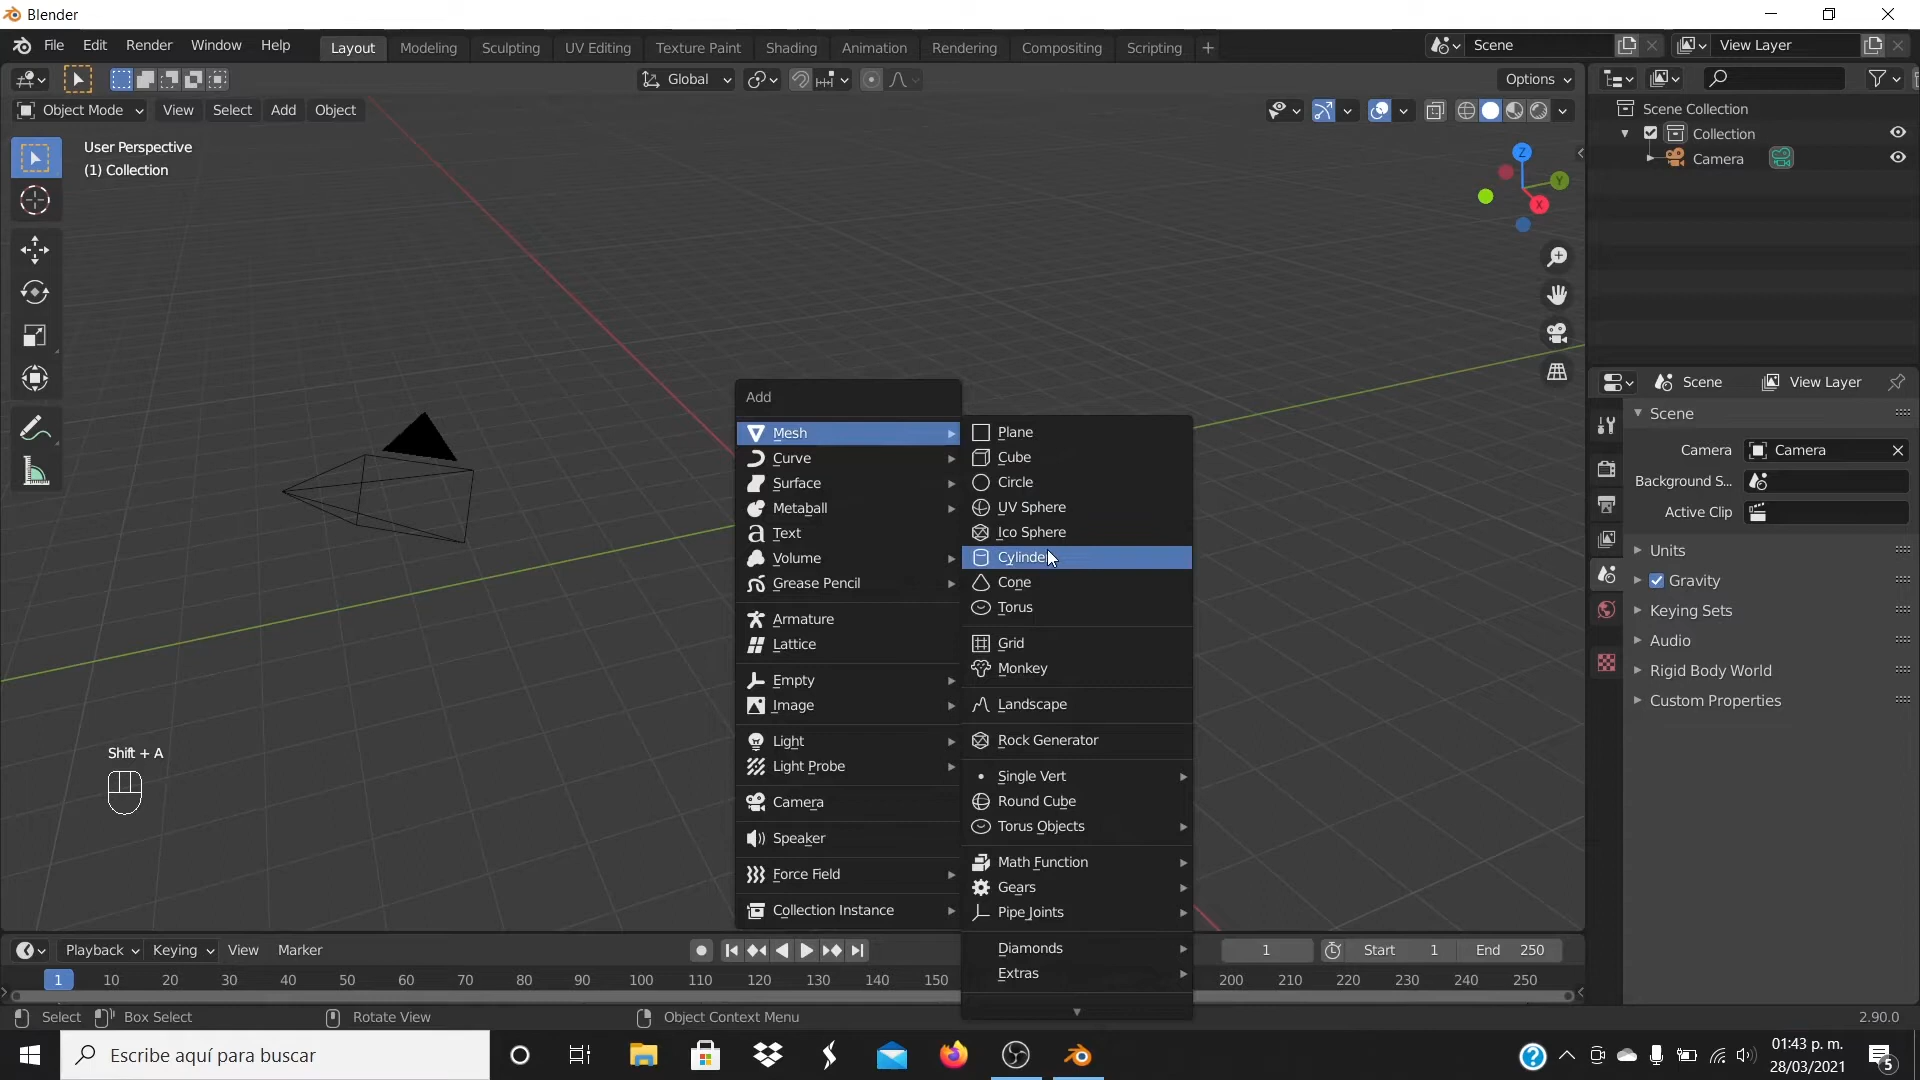 Blender
File Edit Render Window Help Layout Modeling Sculpting UV Editing Texture Paint Shading Animation Rendering Compositing Scripting + Scene View Layer
Global Options
Object Mode View Select Add Object
User Perspective
(1) Collection
Z
Y
X
Scene Collection
Collection
Camera
Scene View Layer
Scene
Camera Camera
Background S...
Active Clip
Units
Gravity
Keying Sets
Audio
Rigid Body World
Custom Properties
Add
Mesh
Curve
Surface
Metaball
Text
Volume
Grease Pencil
Armature
Lattice
Empty
Image
Light
Light Probe
Camera
Speaker
Force Field
Collection Instance
Plane
Cube
Circle
UV Sphere
Ico Sphere
Cylinder
Cone
Torus
Grid
Monkey
Landscape
Rock Generator
Single Vert
Round Cube
Torus Objects
Math Function
Gears
Pipe Joints
Diamonds
Extras
Shift + A
Playback Keying View Marker 1 Start 1 End 250
1 10 20 30 40 50 60 70 80 90 100 110 120 130 140 150 200 210 220 230 240 250
Select Box Select Rotate View Object Context Menu 2.90.0
Escribe aquí para buscar
01:43 p. m.
28/03/2021
5